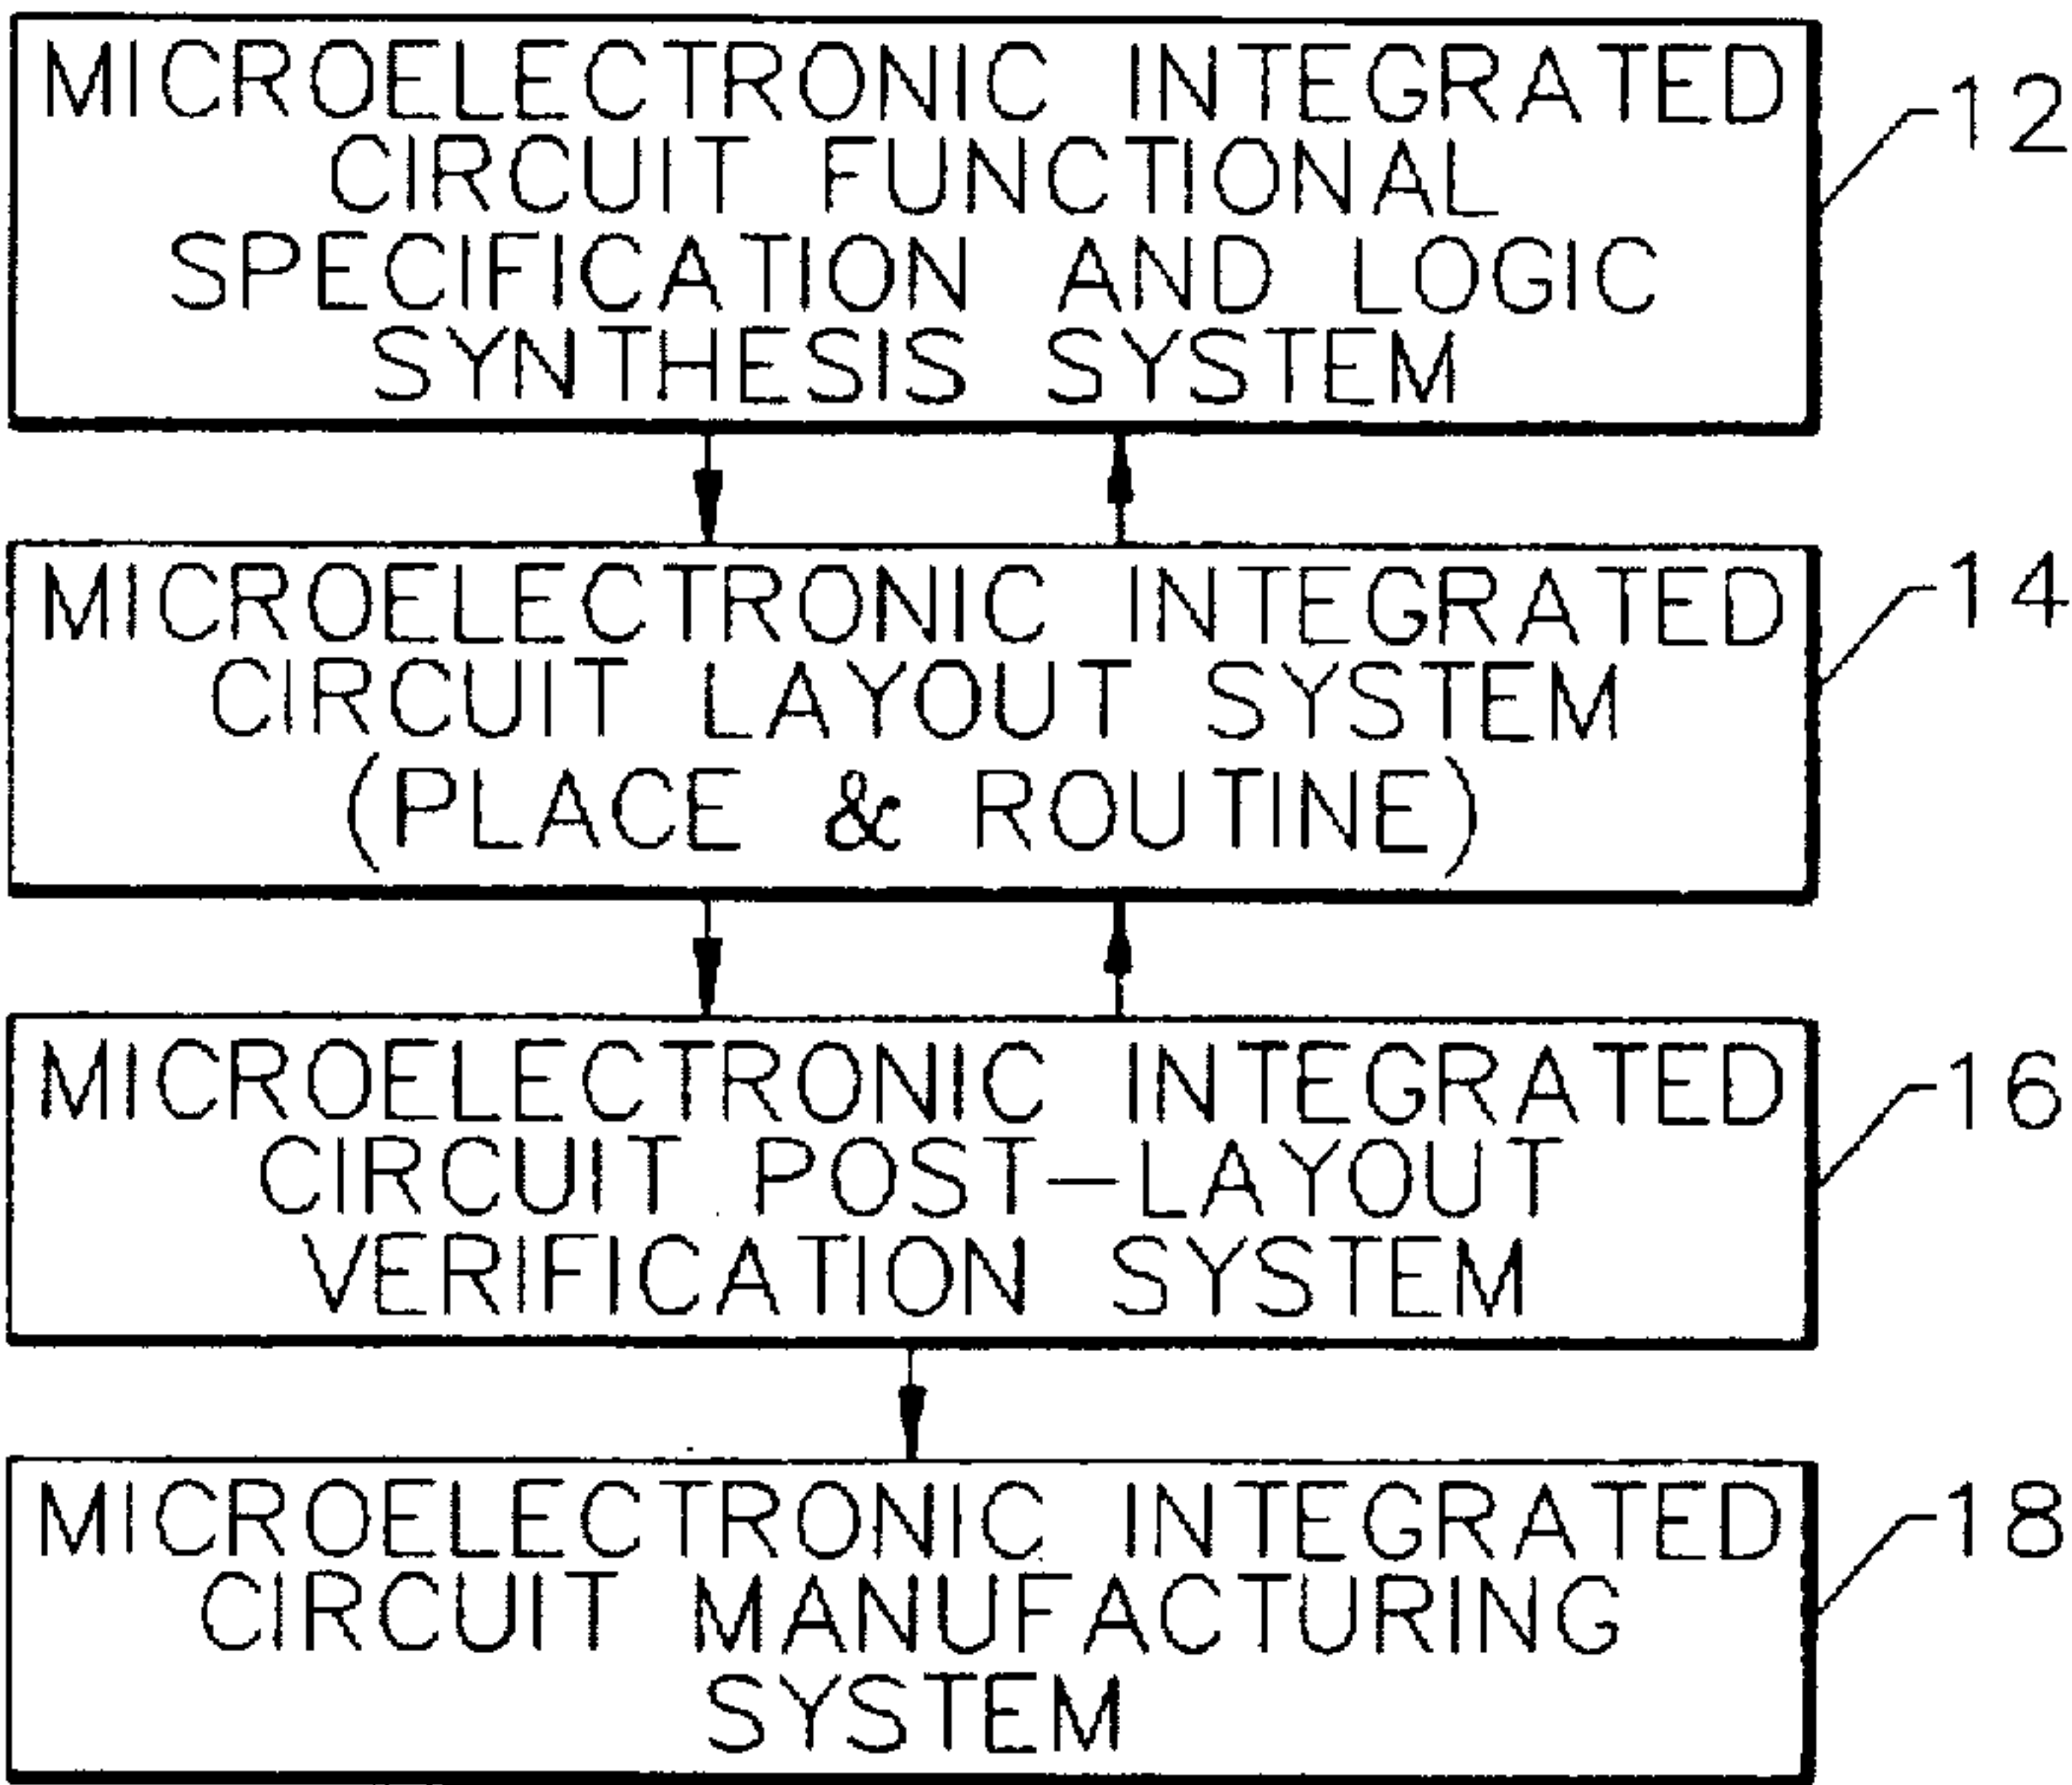 MICROELECTRONIC INTEGRATED
CIRCUIT FUNCTIONAL
SPECIFICATION AND LOGIC
SYNTHESIS SYSTEM
12
MICROELECTRONIC INTEGRATED
CIRCUIT LAYOUT SYSTEM
(PLACE & ROUTINE)
14
MICROELECTRONIC INTEGRATED
CIRCUIT POST-LAYOUT
VERIFICATION SYSTEM
16
MICROELECTRONIC INTEGRATED
CIRCUIT MANUFACTURING
SYSTEM
18